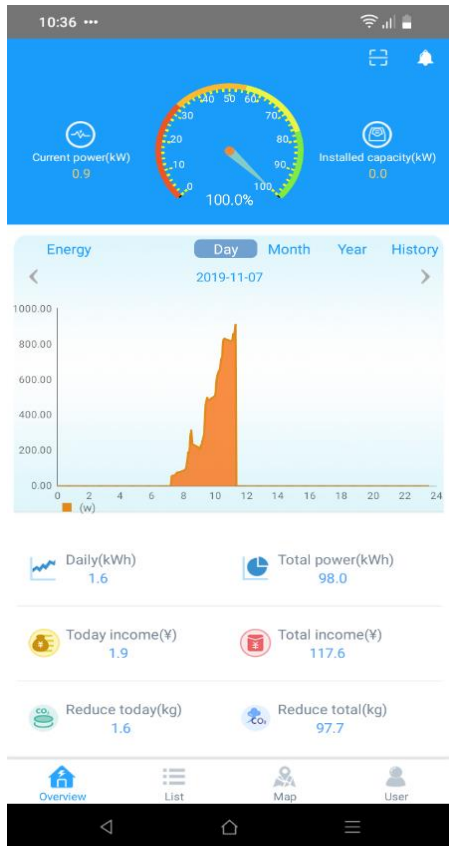 10:36 •••
40 50 60
30 70
20 80
10 90
0 100
100.0%
Current power(kW)
0.9
Installed capacity(kW)
0.0
Energy Day Month Year History
2019-11-07
1000.00
800.00
600.00
400.00
200.00
0.00
0 2 4 6 8 10 12 14 16 18 20 22 24
(w)
Daily(kWh)
1.6
Total power(kWh)
98.0
Today income(¥)
1.9
Total income(¥)
117.6
Reduce today(kg)
1.6
Reduce total(kg)
97.7
Overview List Map User